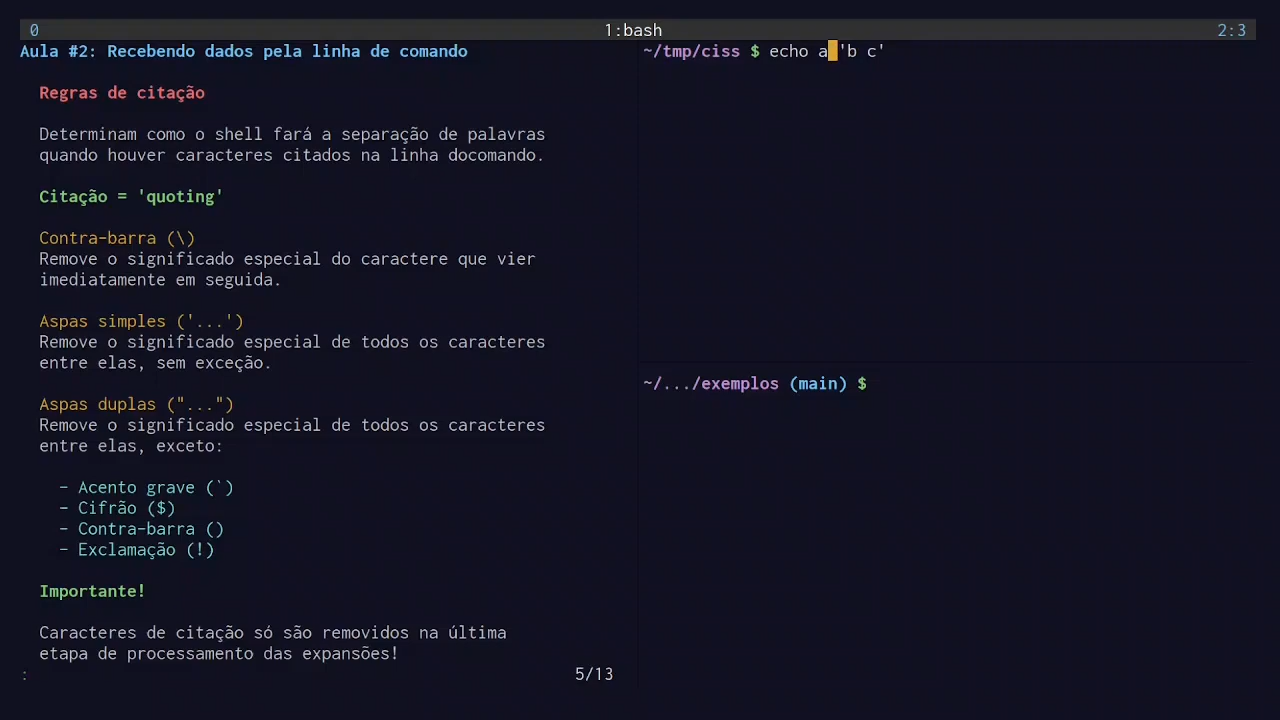 0 1:bash 2:3
Aula #2: Recebendo dados pela linha de comando
Regras de citação
Determinam como o shell fará a separação de palavras
quando houver caracteres citados na linha docomando.
Citação = 'quoting'
Contra-barra (\)
Remove o significado especial do caractere que vier
imediatamente em seguida.
Aspas simples ('...')
Remove o significado especial de todos os caracteres
entre elas, sem exceção.
Aspas duplas ("...")
Remove o significado especial de todos os caracteres
entre elas, exceto:
- Acento grave (`)
- Cifrão ($)
- Contra-barra ()
- Exclamação (!)
Importante!
Caracteres de citação só são removidos na última
etapa de processamento das expansões!
: 5/13
~/tmp/ciss $ echo a 'b c'
~/.../exemplos (main) $